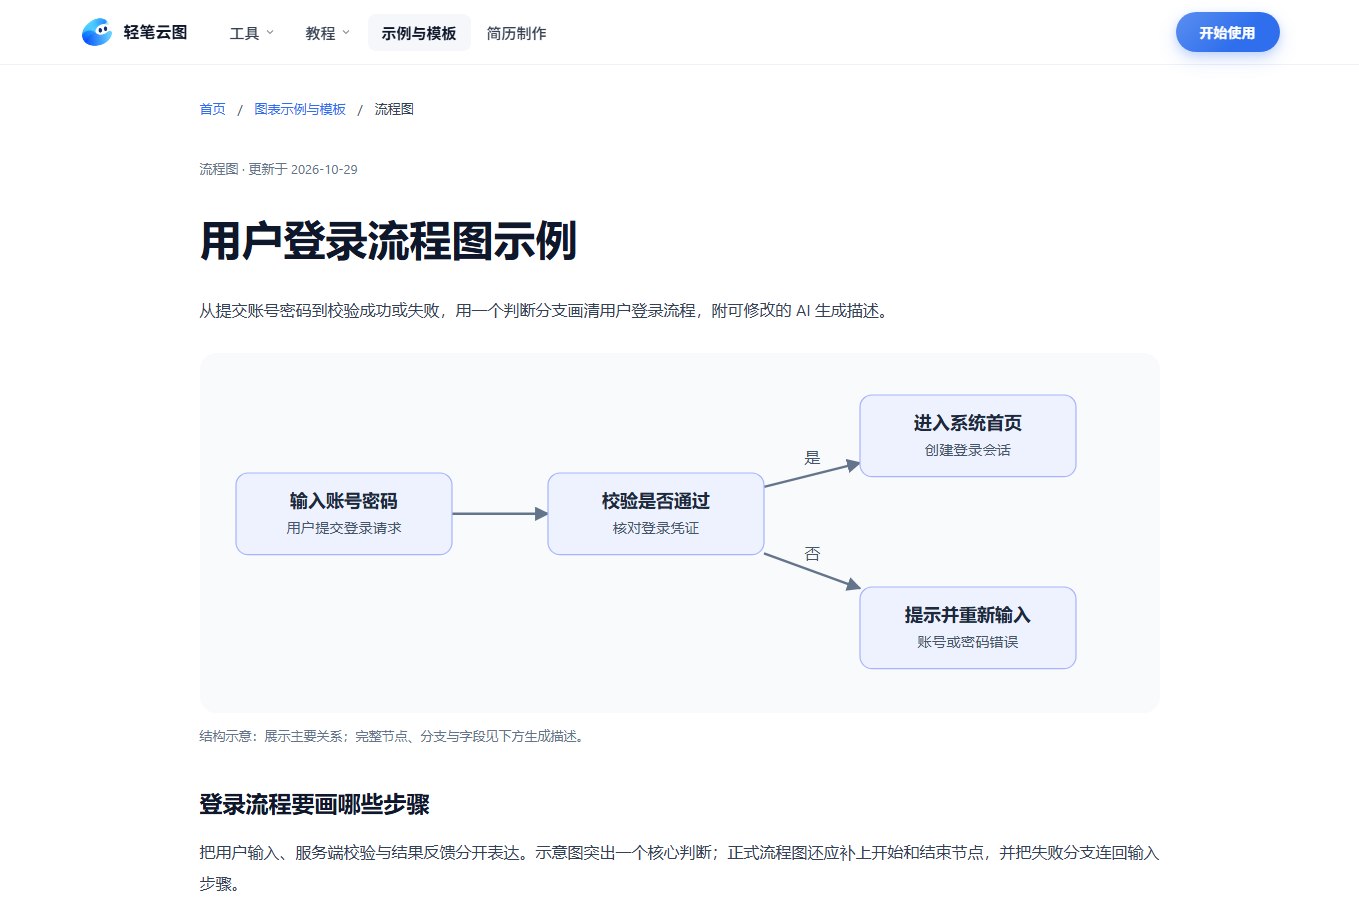 轻笔云图
工具
教程
示例与模板
简历制作
开始使用
首页 / 图表示例与模板 / 流程图
流程图 · 更新于 2026-10-29
用户登录流程图示例
从提交账号密码到校验成功或失败，用一个判断分支画清用户登录流程，附可修改的 AI 生成描述。
进入系统首页
创建登录会话
是
输入账号密码
用户提交登录请求
校验是否通过
核对登录凭证
否
提示并重新输入
账号或密码错误
结构示意：展示主要关系；完整节点、分支与字段见下方生成描述。
登录流程要画哪些步骤
把用户输入、服务端校验与结果反馈分开表达。示意图突出一个核心判断；正式流程图还应补上开始和结束节点，并把失败分支连回输入
步骤。